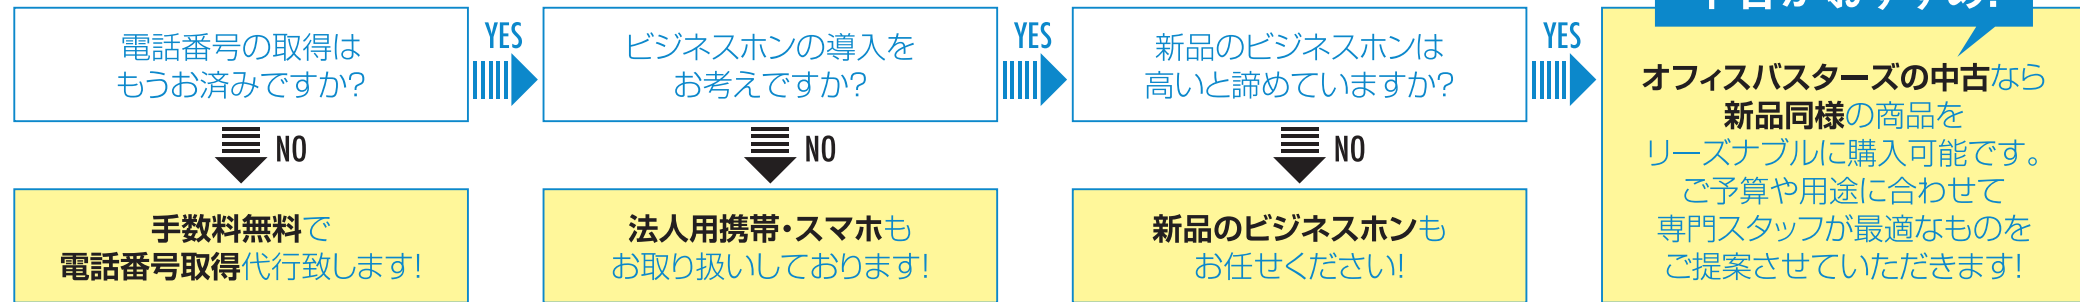 電話番号の取得は
もうお済みですか?
YES
ビジネスホンの導入を
お考えですか?
YES
新品のビジネスホンは
高いと諦めていますか?
YES
NO
NO
NO
手数料無料で
電話番号取得代行致します!
法人用携帯・スマホも
お取り扱いしております!
新品のビジネスホンも
お任せください!
中古がおすすめ!
オフィスバスターズの中古なら
新品同様の商品を
リーズナブルに購入可能です。
ご予算や用途に合わせて
専門スタッフが最適なものを
ご提案させていただきます!